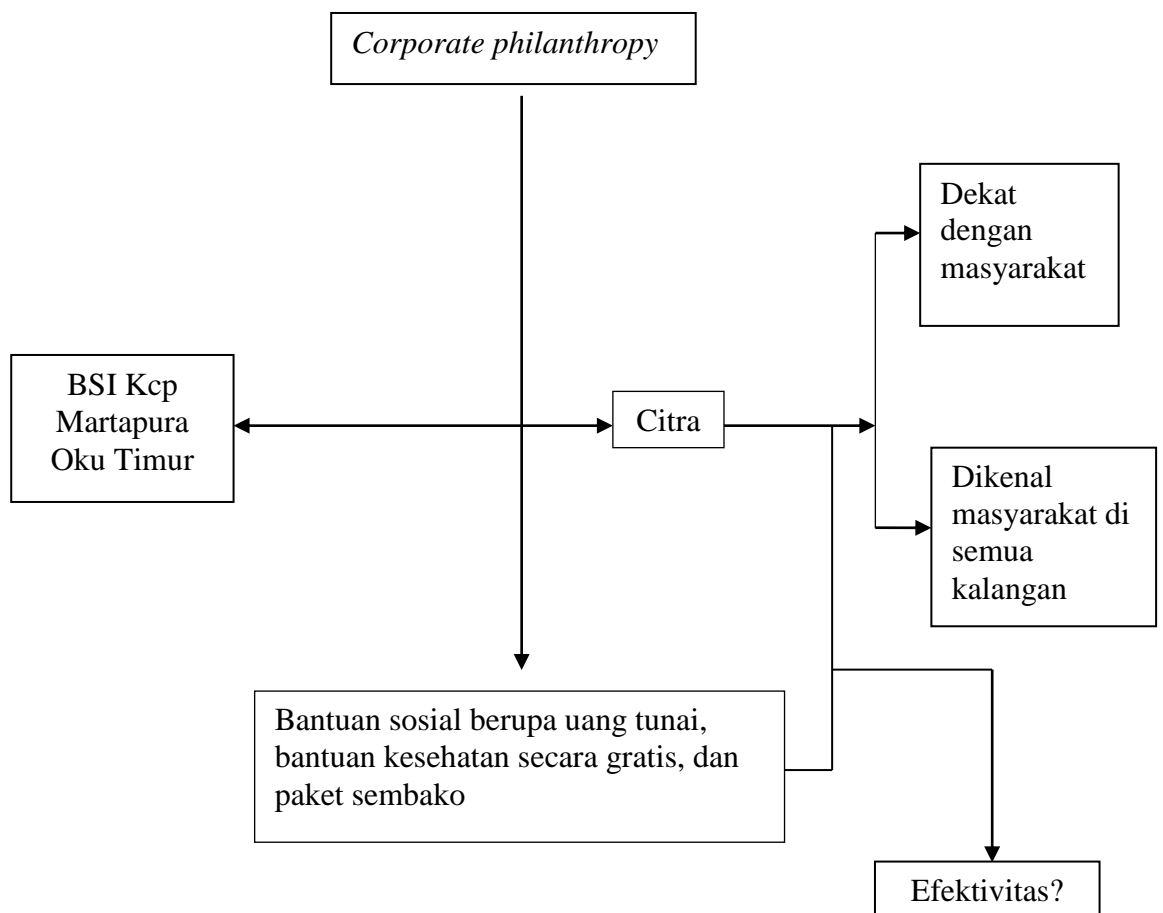 Corporate philanthropy
Dekat
dengan
masyarakat
BSI Kcp
Martapura
Oku Timur
Citra
Dikenal
masyarakat di
semua
kalangan
Bantuan sosial berupa uang tunai,
bantuan kesehatan secara gratis, dan
paket sembako
Efektivitas?